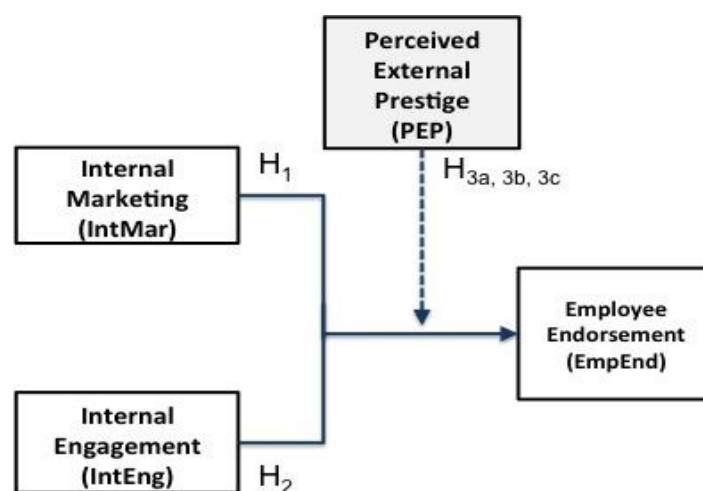 Perceived
External
Prestige
(PEP)
H3a, 3b, 3c
Internal
Marketing
(IntMar)
H1
Employee
Endorsement
(EmpEnd)
Internal
Engagement
(IntEng)
H2